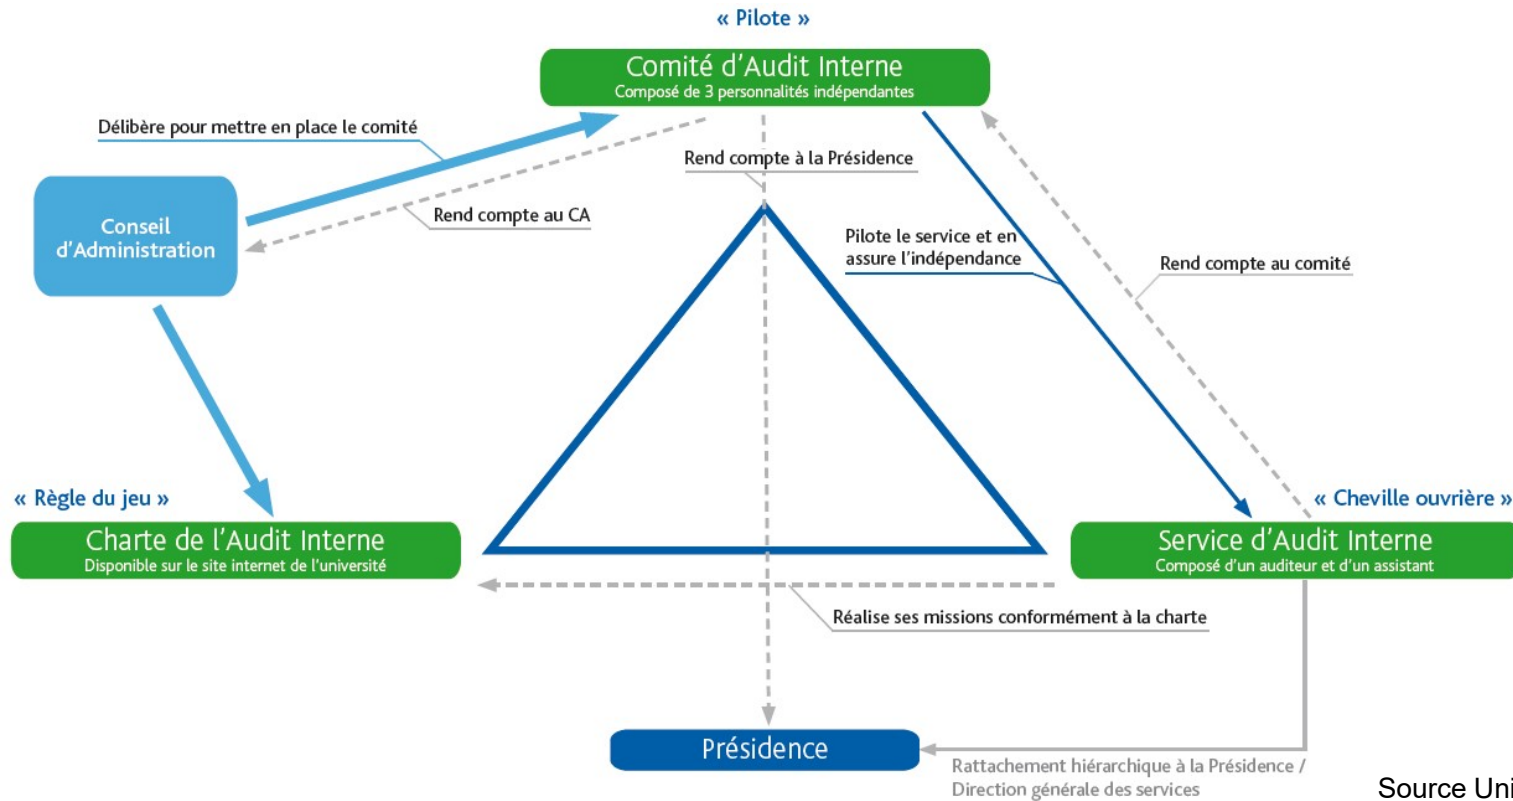 « Pilote »
Comité d'Audit Interne
Composé de 3 personnalités indépendantes
Délibère pour mettre en place le comité
Rend compte à la Présidence
Conseil
d'Administration
Rend compte au CA
Pilote le service et en
assure l'indépendance
Rend compte au comité
« Règle du jeu »
« Cheville ouvrière »
Charte de l'Audit Interne
Disponible sur le site internet de l'université
Service d'Audit Interne
Composé d'un auditeur et d'un assistant
Réalise ses missions conformément à la charte
Présidence
Rattachement hiérarchique à la Présidence /
Direction générale des services
Source Uni